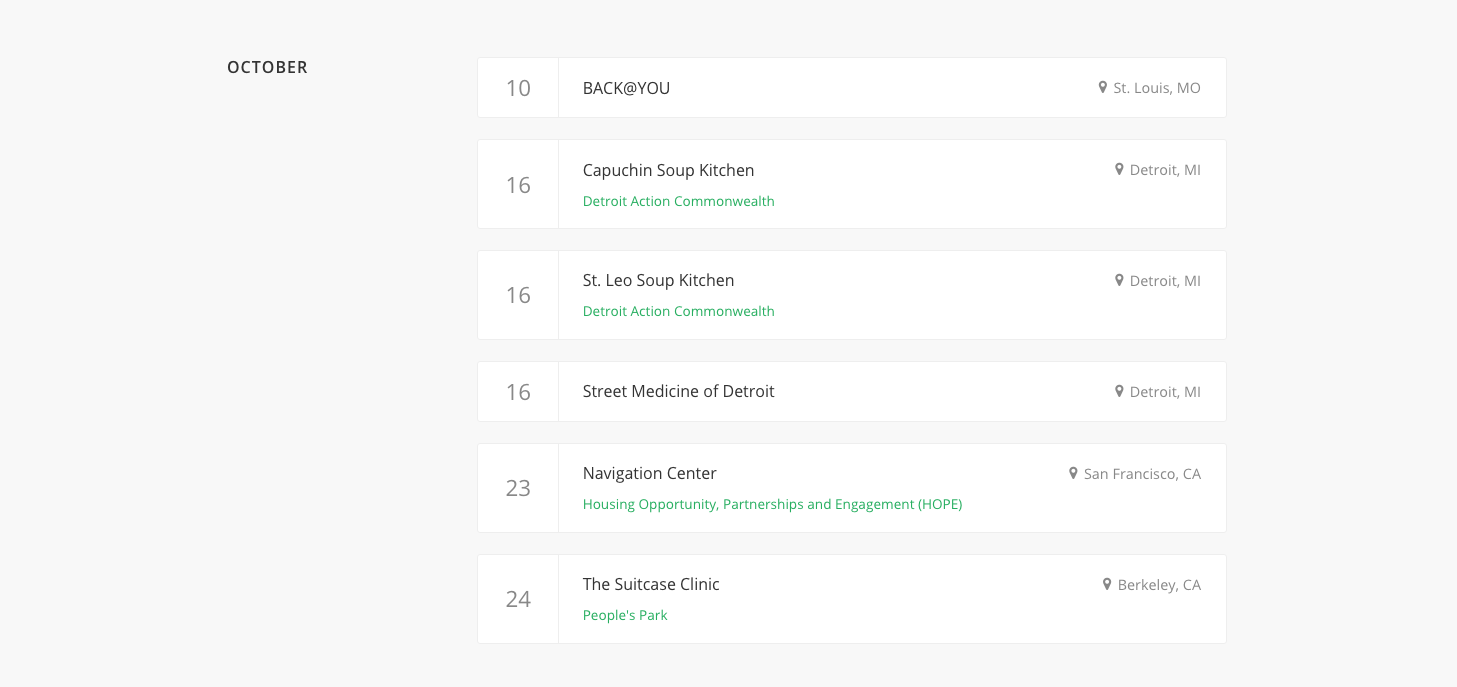 OCTOBER
10
BACK@YOU
St. Louis, MO
16
Capuchin Soup Kitchen
Detroit, MI
Detroit Action Commonwealth
16
St. Leo Soup Kitchen
Detroit, MI
Detroit Action Commonwealth
16
Street Medicine of Detroit
Detroit, MI
23
Navigation Center
San Francisco, CA
Housing Opportunity, Partnerships and Engagement (HOPE)
24
The Suitcase Clinic
Berkeley, CA
People's Park